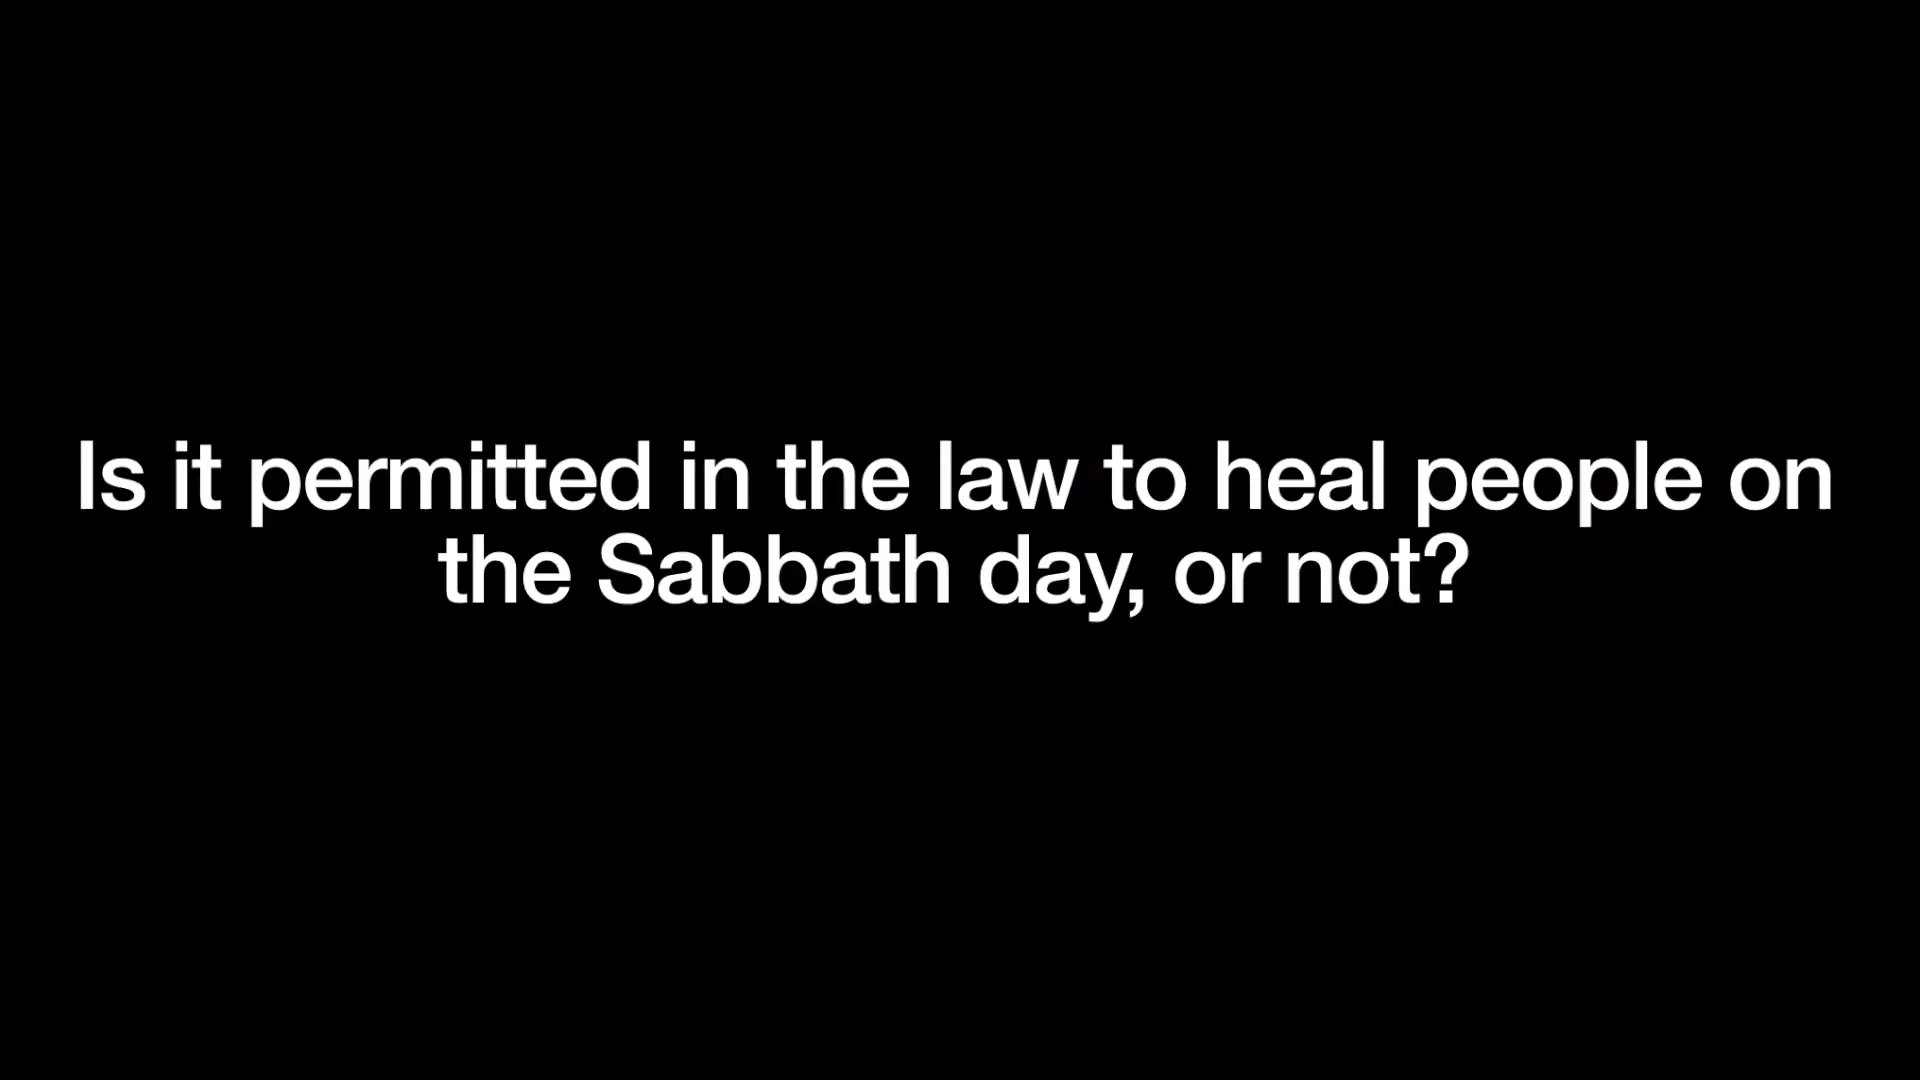 Is it permitted in the law to heal people on
the Sabbath day, or not?